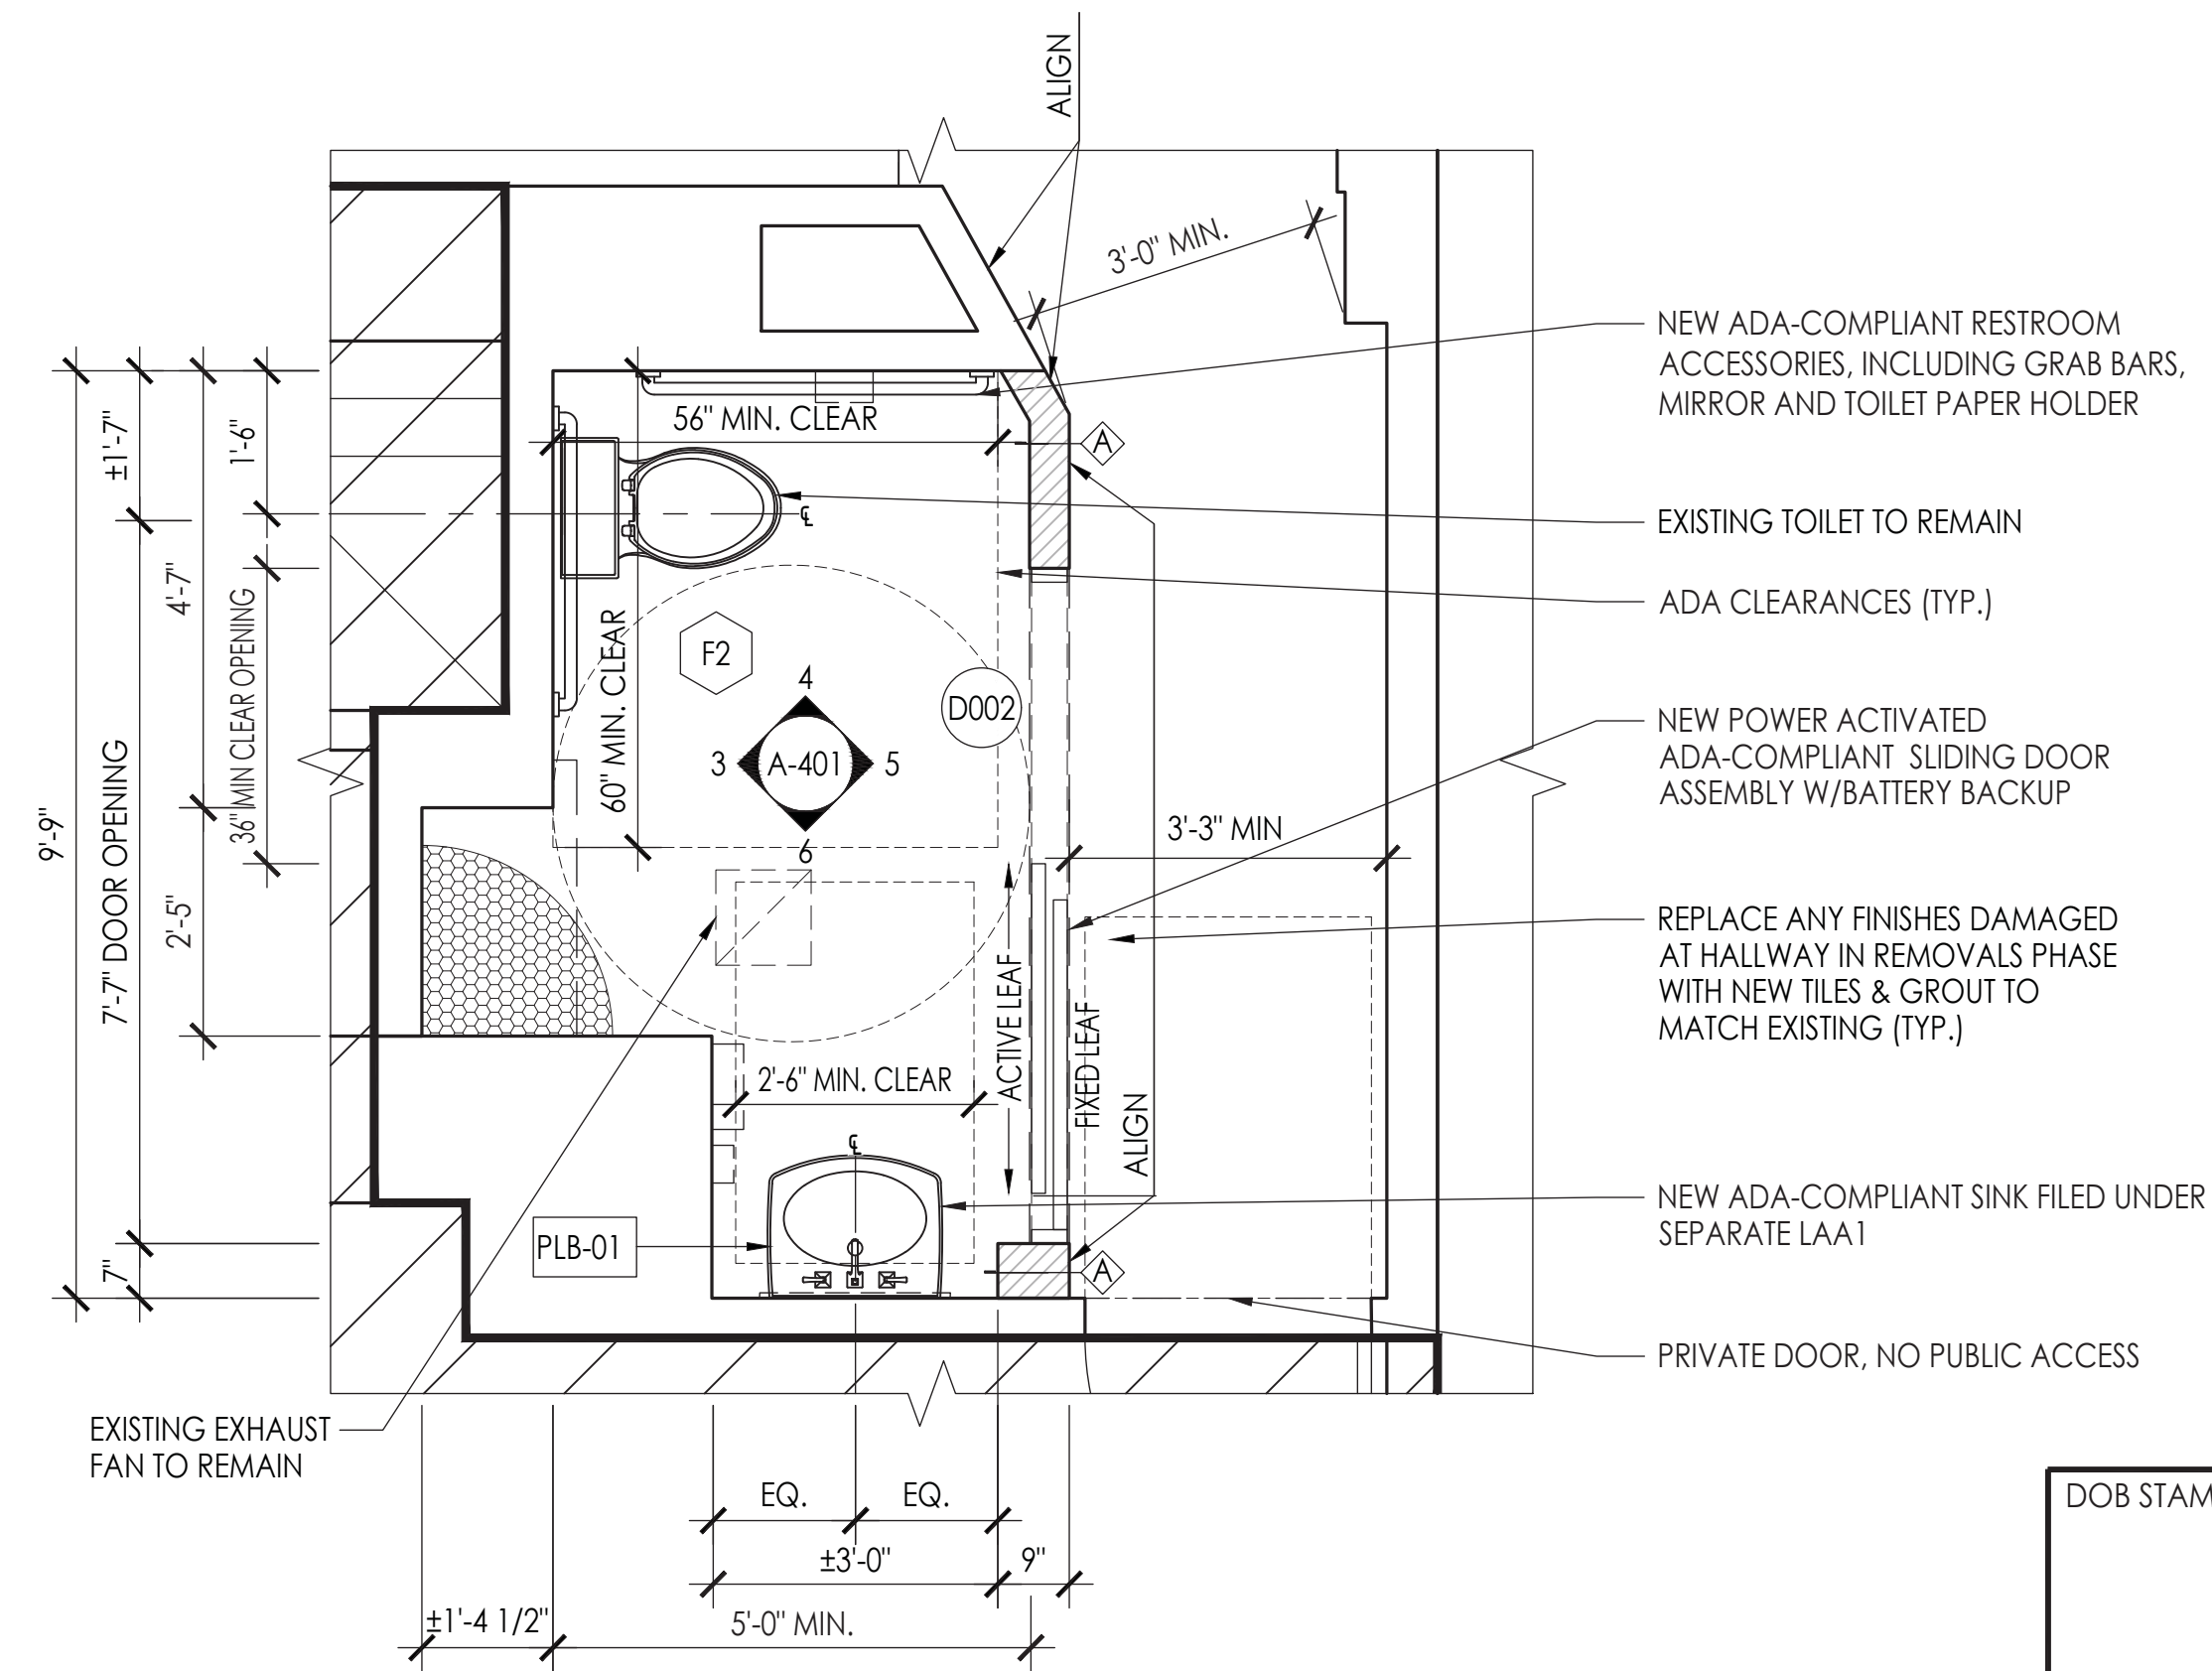 ALIGN
3'-0" MIN.
NEW ADA-COMPLIANT RESTROOM
ACCESSORIES, INCLUDING GRAB BARS,
MIRROR AND TOILET PAPER HOLDER
56" MIN. CLEAR
A
±1'-7"
1'-6"
EXISTING TOILET TO REMAIN
℄
4'-7"
36" MIN CLEAR OPENING
60" MIN. CLEAR
ADA CLEARANCES (TYP.)
F2
4
D002
3
A-401
5
6
NEW POWER ACTIVATED
ADA-COMPLIANT SLIDING DOOR
ASSEMBLY W/BATTERY BACKUP
9'-9"
7'-7" DOOR OPENING
2'-5"
3'-3" MIN
REPLACE ANY FINISHES DAMAGED
AT HALLWAY IN REMOVALS PHASE
WITH NEW TILES & GROUT TO
MATCH EXISTING (TYP.)
ACTIVE LEAF
FIXED LEAF
2'-6" MIN. CLEAR
ALIGN
℄
NEW ADA-COMPLIANT SINK FILED UNDER
SEPARATE LAA1
PLB-01
7"
A
PRIVATE DOOR, NO PUBLIC ACCESS
EXISTING EXHAUST
FAN TO REMAIN
EQ.
EQ.
±3'-0"
9"
±1'-4 1/2"
5'-0" MIN.
DOB STAM